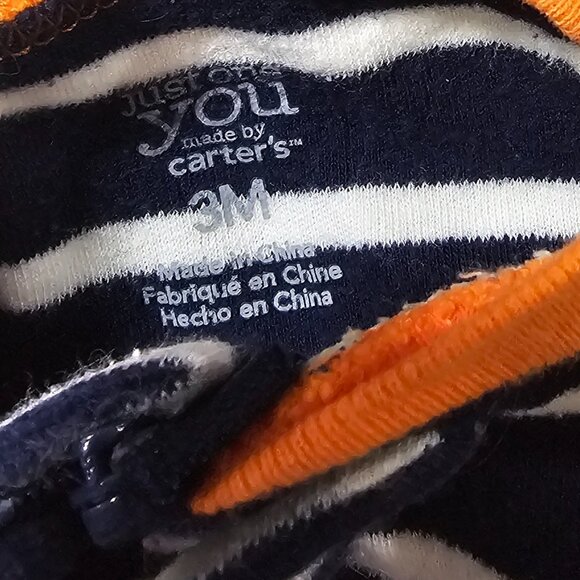 just one
you
made by
carter's™
3M
Made in China
Fabriqué en Chine
Hecho en China